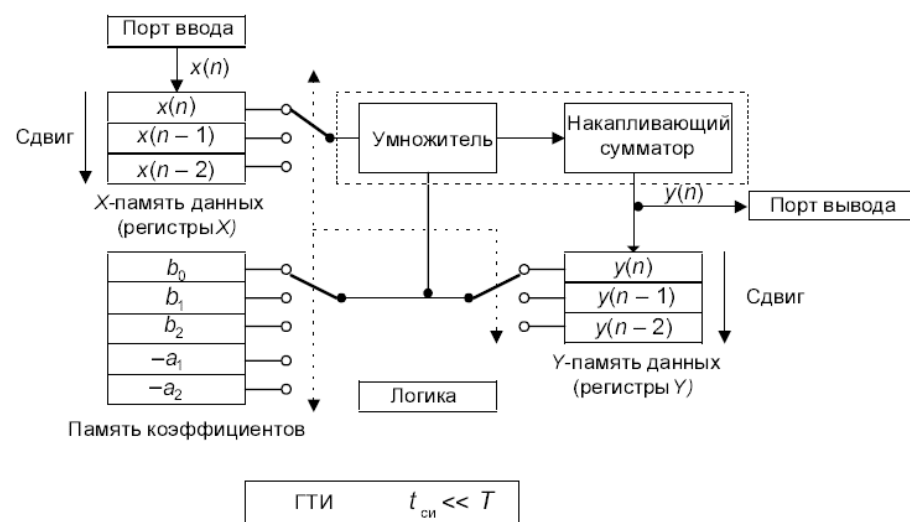 Порт ввода
x(n)
Сдвиг
x(n)
x(n – 1)
x(n – 2)
X-память данных
(регистры X)
Умножитель
Накапливающий
сумматор
y(n)
Порт вывода
b₀
b₁
b₂
–a₁
–a₂
Память коэффициентов
Логика
y(n)
y(n – 1)
y(n – 2)
Сдвиг
Y-память данных
(регистры Y)
ГТИ t си << T